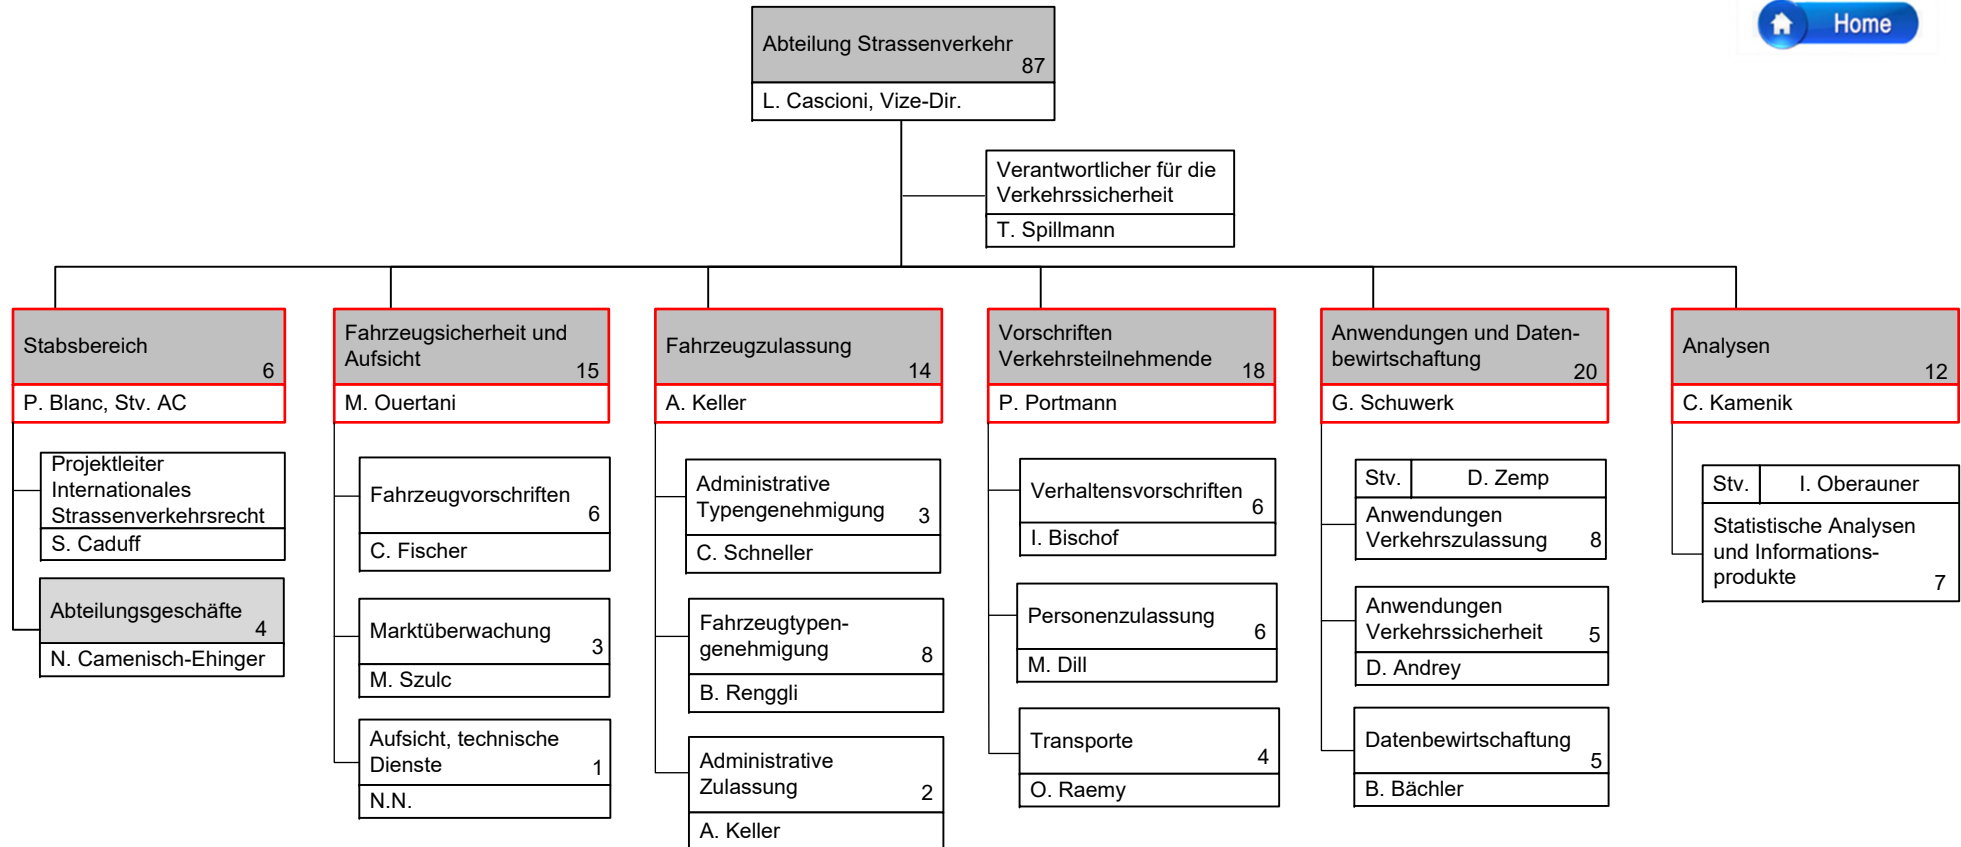 Home
Abteilung Strassenverkehr
87
L. Cascioni, Vize-Dir.
Verantwortlicher für die
Verkehrssicherheit
T. Spillmann
Stabsbereich
6
P. Blanc, Stv. AC
Projektleiter
Internationales
Strassenverkehrsrecht
S. Caduff
Abteilungsgeschäfte
4
N. Camenisch-Ehinger
Fahrzeugsicherheit und
Aufsicht
15
M. Ouertani
Fahrzeugvorschriften
6
C. Fischer
Marktüberwachung
3
M. Szulc
Aufsicht, technische
Dienste
1
N.N.
Fahrzeugzulassung
14
A. Keller
Administrative
Typengenehmigung
3
C. Schneller
Fahrzeugtypen-
genehmigung
8
B. Renggli
Administrative
Zulassung
2
A. Keller
Vorschriften
Verkehrsteilnehmende
18
P. Portmann
Verhaltensvorschriften
6
I. Bischof
Personenzulassung
6
M. Dill
Transporte
4
O. Raemy
Anwendungen und Daten-
bewirtschaftung
20
G. Schuwerk
Stv. D. Zemp
Anwendungen
Verkehrszulassung
8
Anwendungen
Verkehrssicherheit
5
D. Andrey
Datenbewirtschaftung
5
B. Bächler
Analysen
12
C. Kamenik
Stv. I. Oberauner
Statistische Analysen
und Informations-
produkte
7